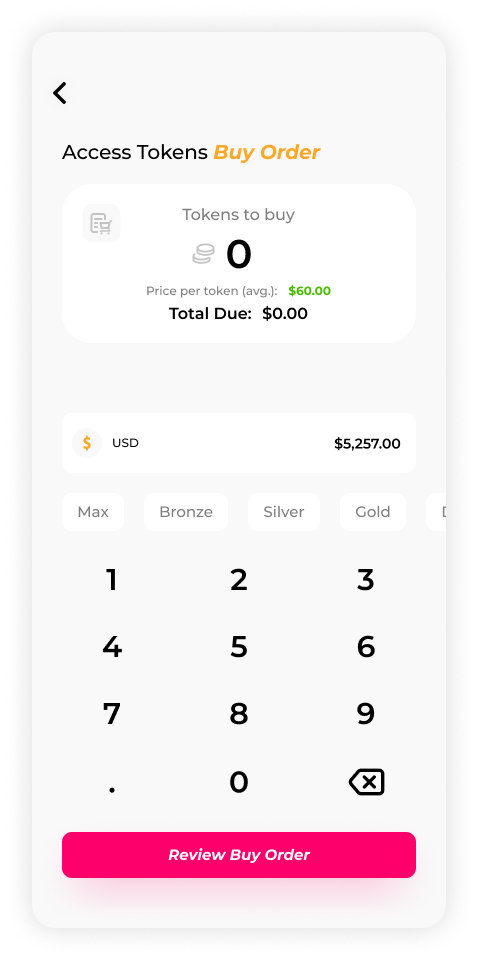 Access Tokens Buy Order
Tokens to buy
0
Price per token (avg.): $60.00
Total Due: $0.00
$ USD $5,257.00
Max Bronze Silver Gold
1 2 3
4 5 6
7 8 9
. 0
Review Buy Order